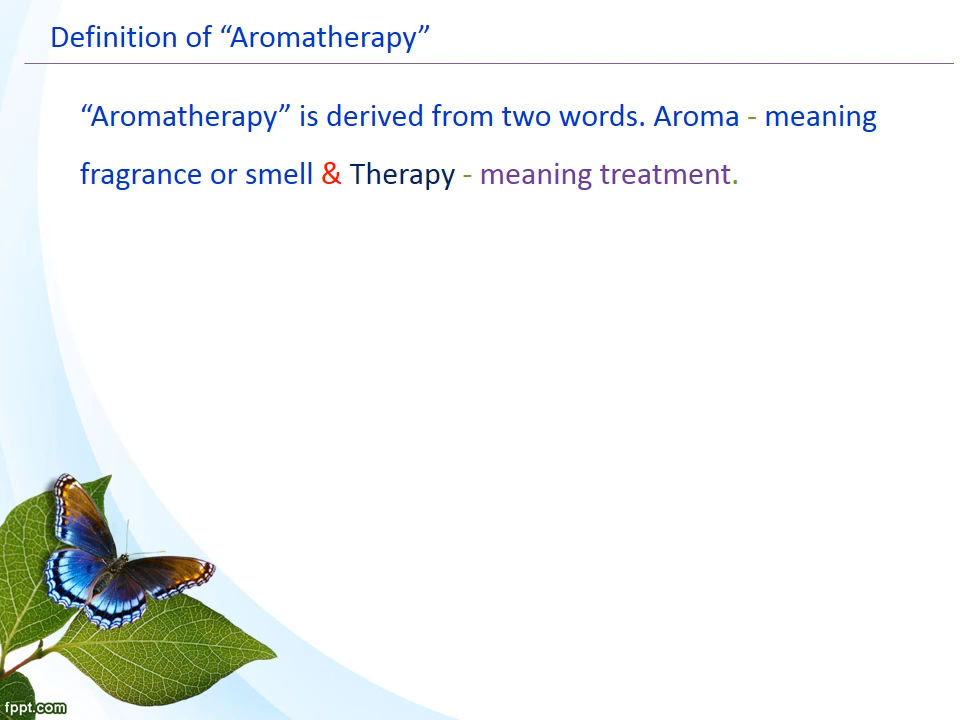 Definition of “Aromatherapy”
“Aromatherapy” is derived from two words. Aroma - meaning
fragrance or smell & Therapy - meaning treatment.
fppt.com